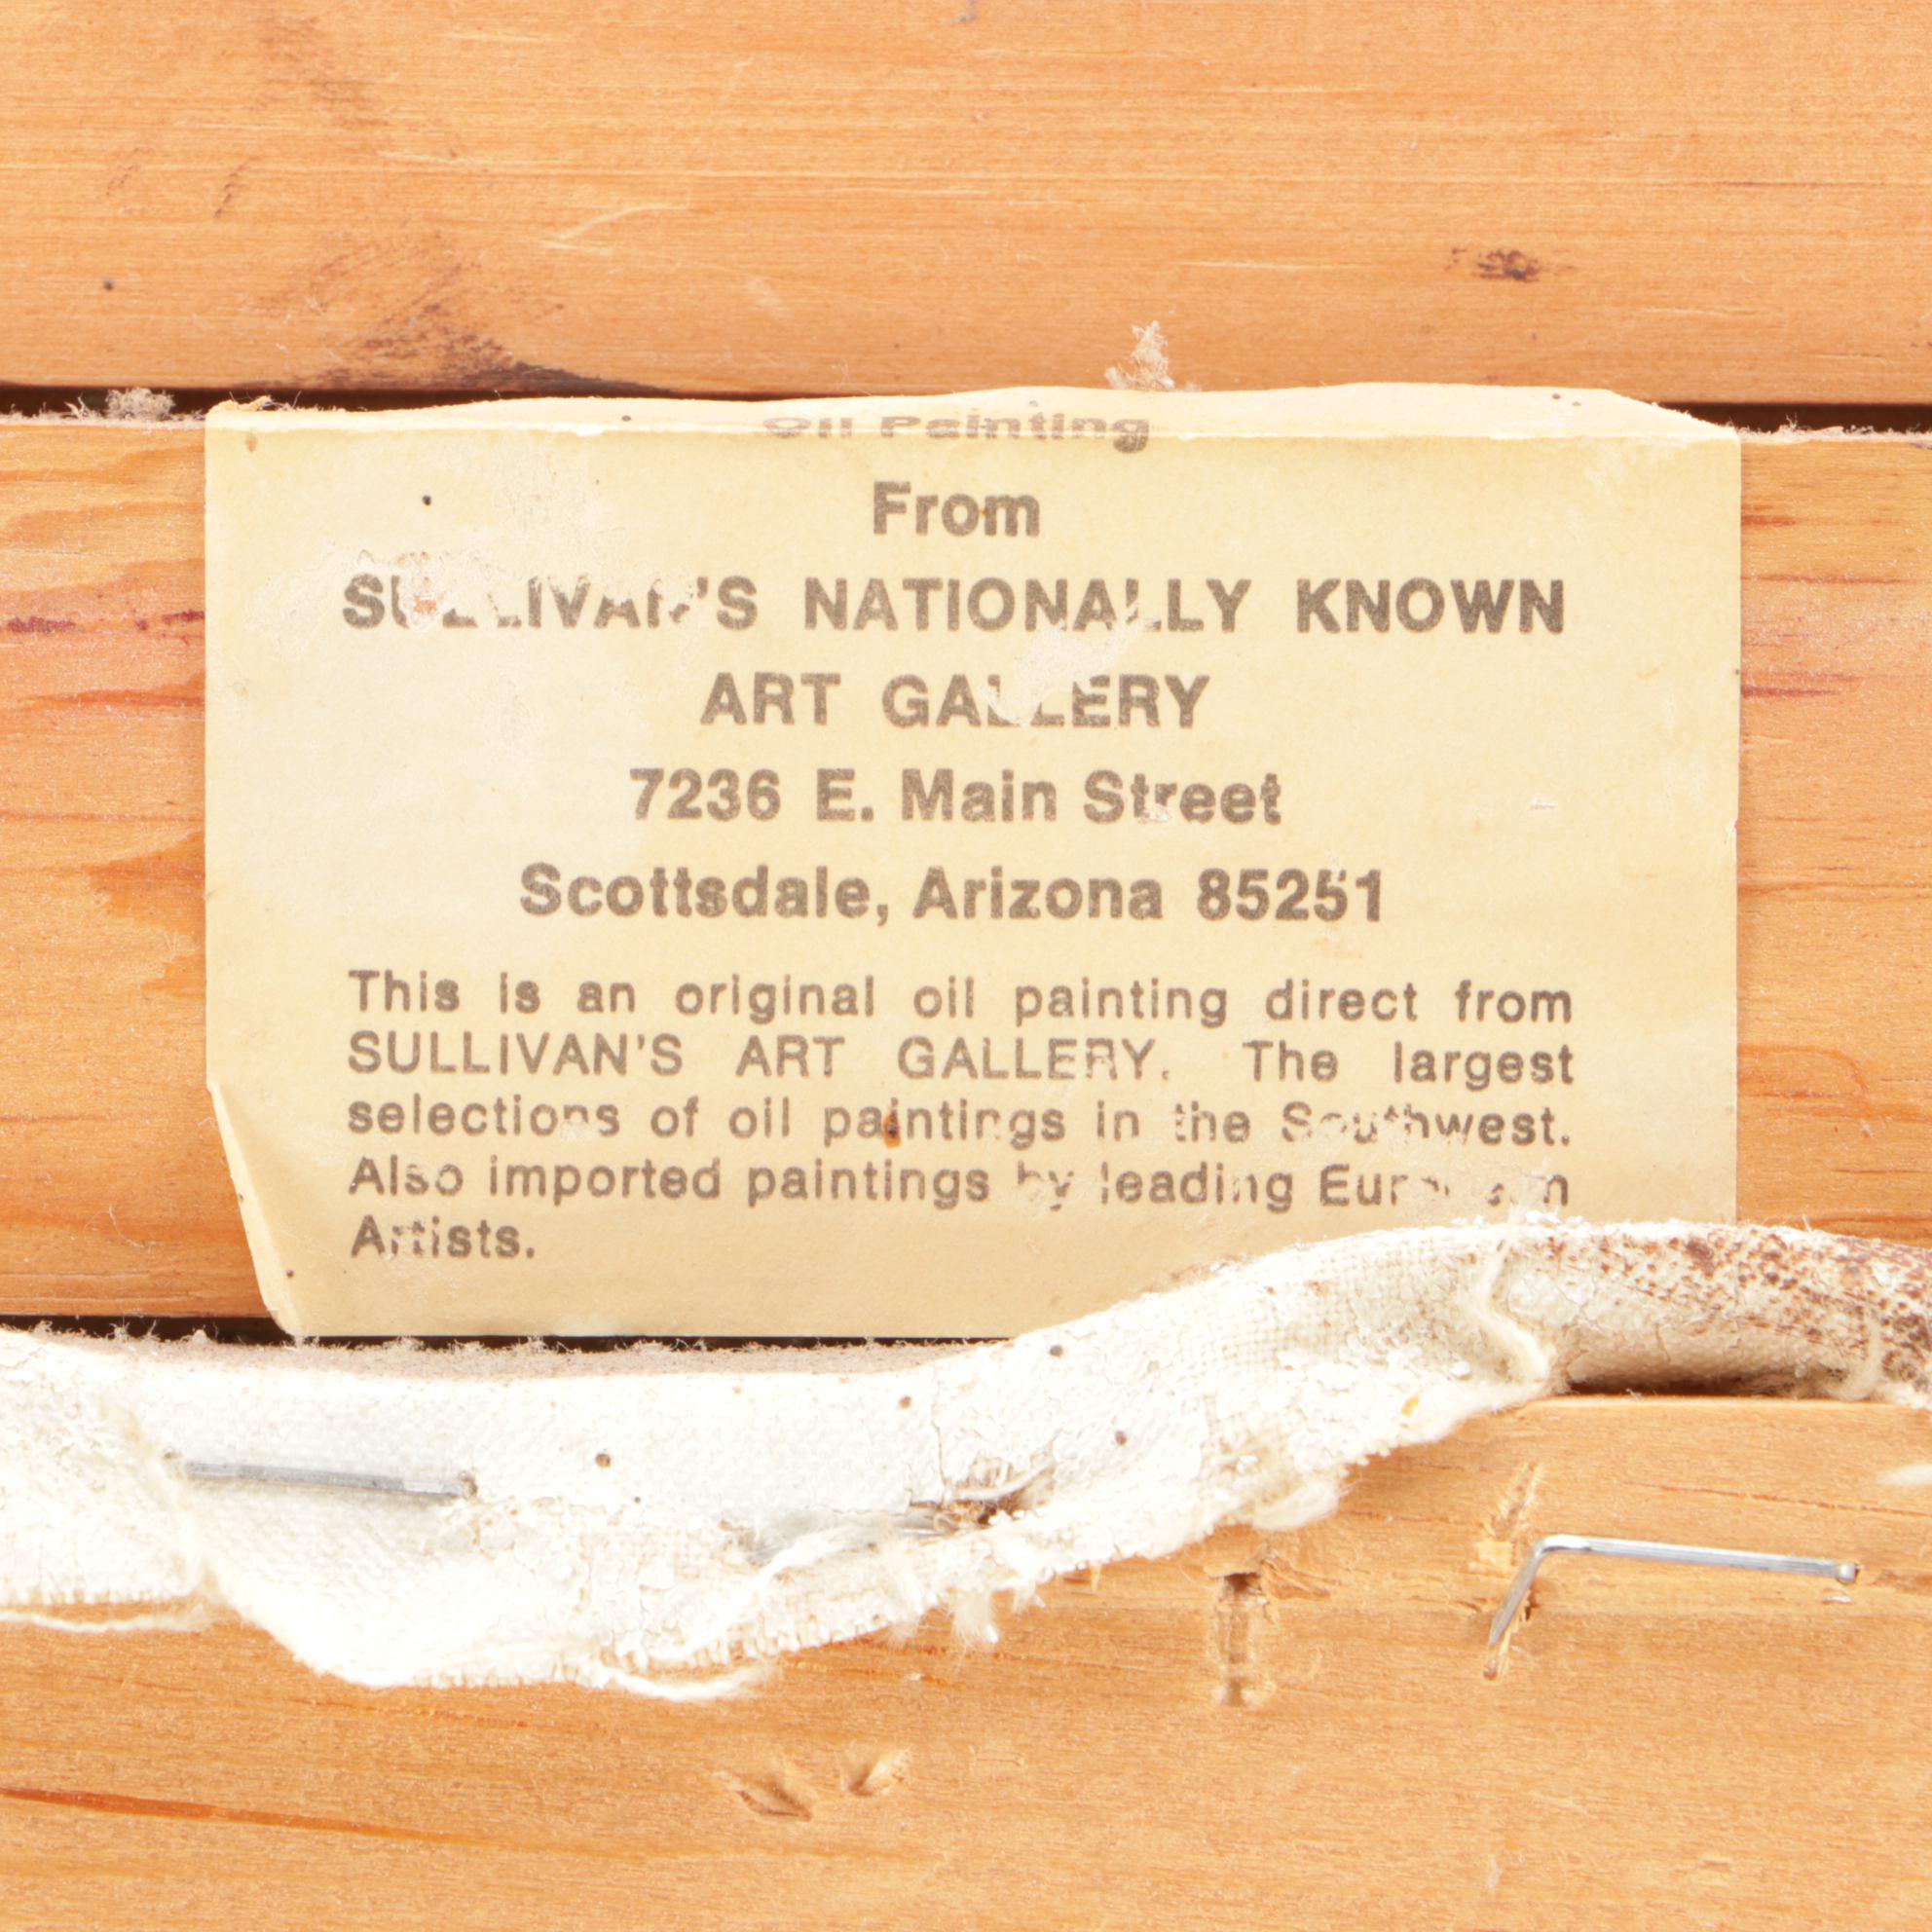 Oil Painting
From
SULLIVAN'S NATIONALLY KNOWN
ART GALLERY
7236 E. Main Street
Scottsdale, Arizona 85251
This is an original oil painting direct from
SULLIVAN'S ART GALLERY. The largest
selections of oil paintings in the Southwest.
Also imported paintings by leading European
Artists.